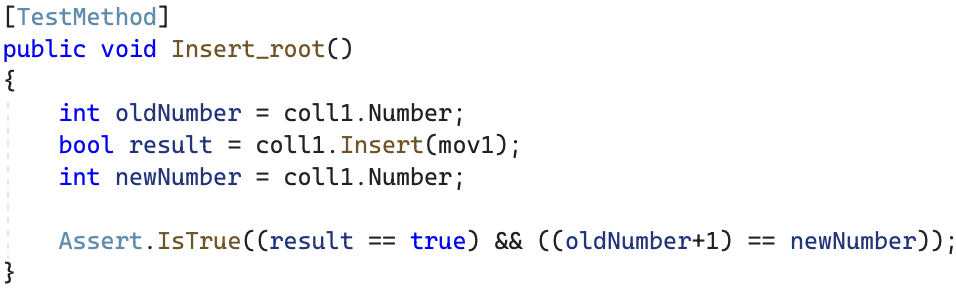 [TestMethod]
public void Insert_root()
{
    int oldNumber = coll1.Number;
    bool result = coll1.Insert(mov1);
    int newNumber = coll1.Number;

    Assert.IsTrue((result == true) && ((oldNumber+1) == newNumber));
}